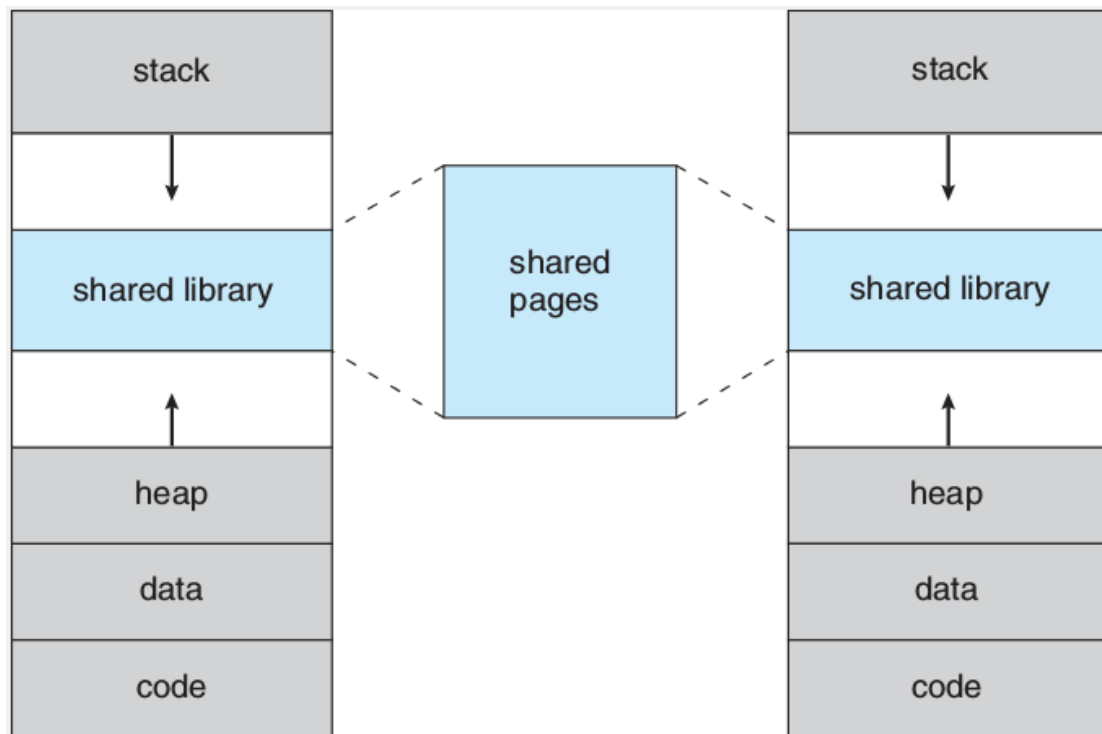 stack
shared library
heap
data
code
shared
pages
stack
shared library
heap
data
code